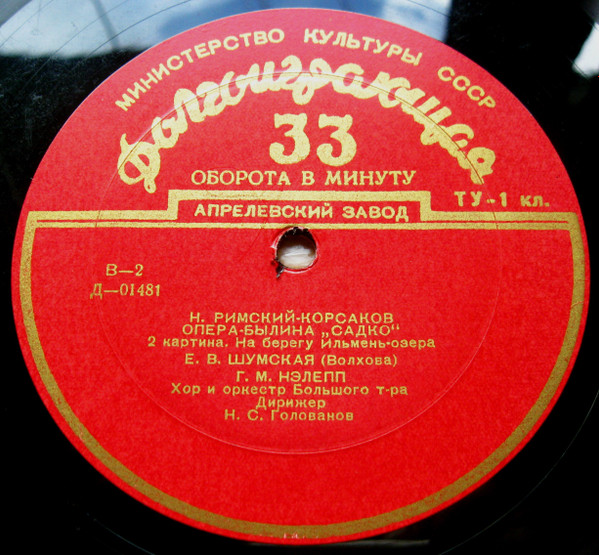 МИНИСТЕРСТВО КУЛЬТУРЫ СССР
Долгоиграющая
33
ОБОРОТА В МИНУТУ
ТУ-1 кл.
АПРЕЛЕВСКИЙ ЗАВОД
В—2
Д—01481
Н. РИМСКИЙ-КОРСАКОВ
ОПЕРА-БЫЛИНА „САДКО"
2 картина. На берегу Ильмень-озера
Е. В. ШУМСКАЯ (Волхова)
Г. М. НЭЛЕПП
Хор и оркестр Большого т-ра
Дирижер
Н. С. Голованов